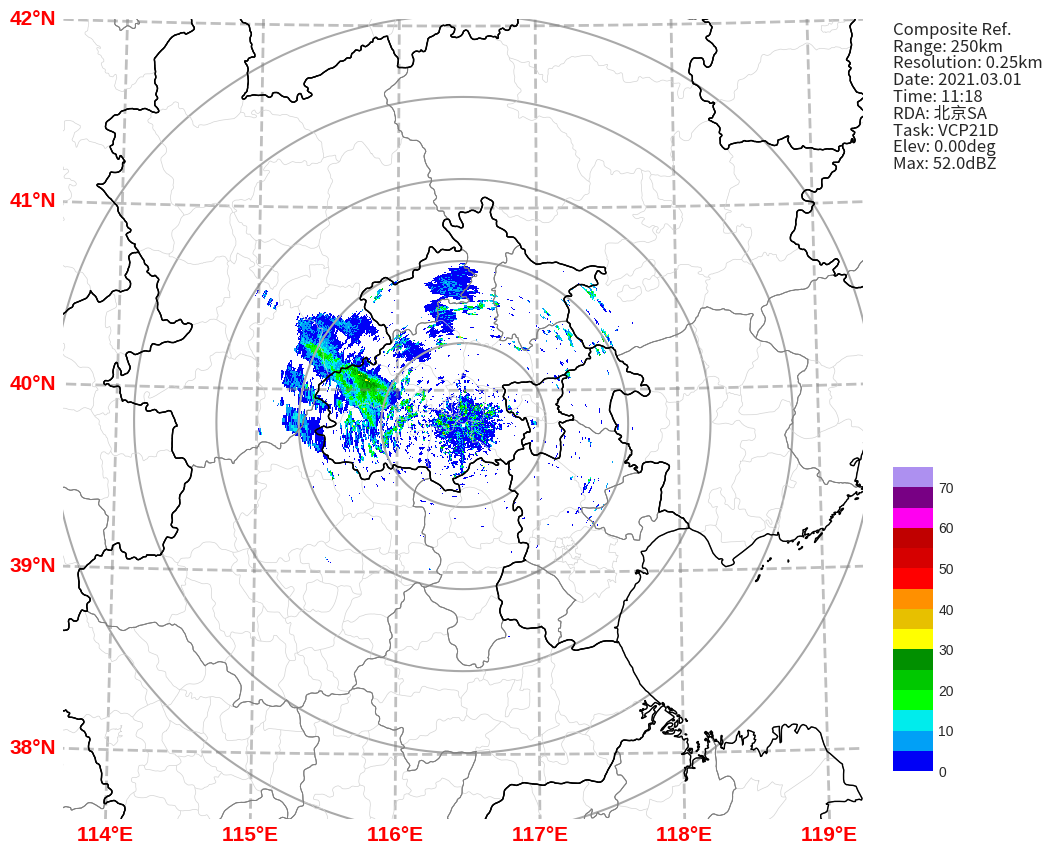 42°N
41°N
40°N
39°N
38°N
114°E
115°E
116°E
117°E
118°E
119°E
Composite Ref.
Range: 250km
Resolution: 0.25km
Date: 2021.03.01
Time: 11:18
RDA: 北京SA
Task: VCP21D
Elev: 0.00deg
Max: 52.0dBZ
70
60
50
40
30
20
10
0